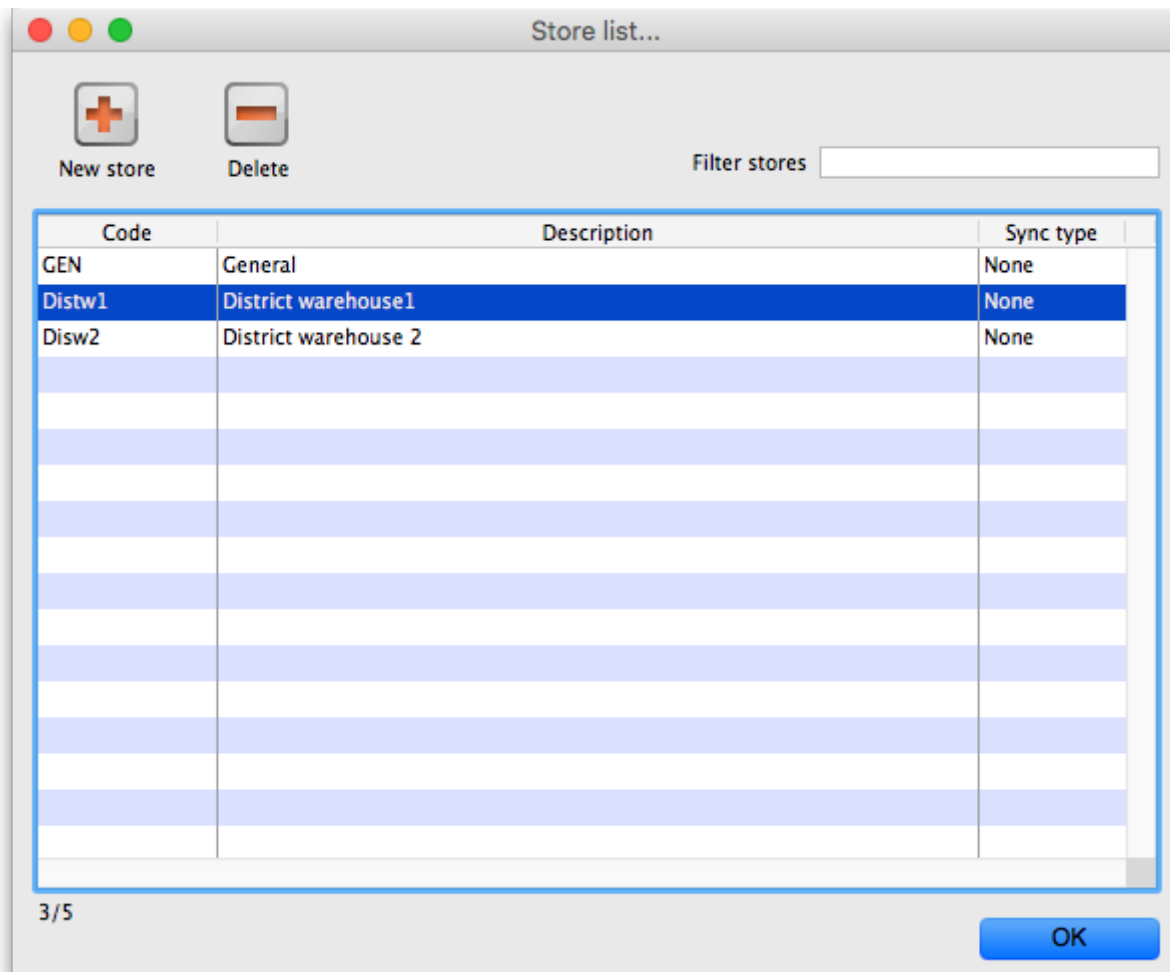 Store list...
New store
Delete
Filter stores
Code Description Sync type
GEN General None
Distw1 District warehouse1 None
Disw2 District warehouse 2 None
3/5
OK